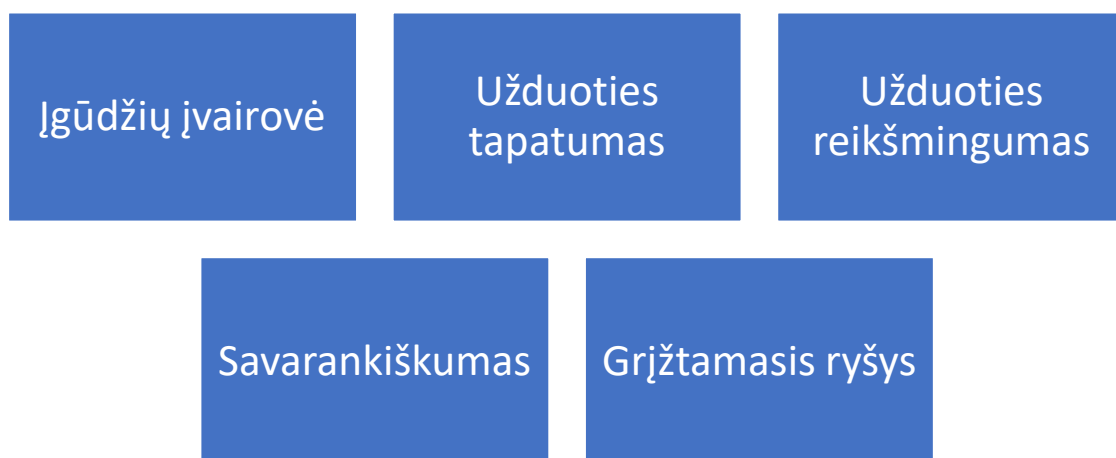 Įgūdžių įvairovė
Užduoties
tapatumas
Užduoties
reikšmingumas
Savarankiškumas
Grįžtamasis ryšys